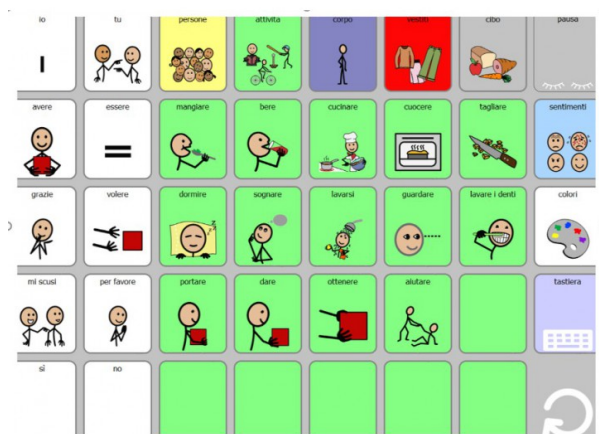 io
tu
persone
attività
corpo
vestiti
cibo
pausa
avere
essere
mangiare
bere
cucinare
cuocere
tagliare
sentimenti
grazie
volere
dormire
sognare
lavarsi
guardare
lavare i denti
colori
mi scusi
per favore
portare
dare
ottenere
aiutare
tastiera
sì
no